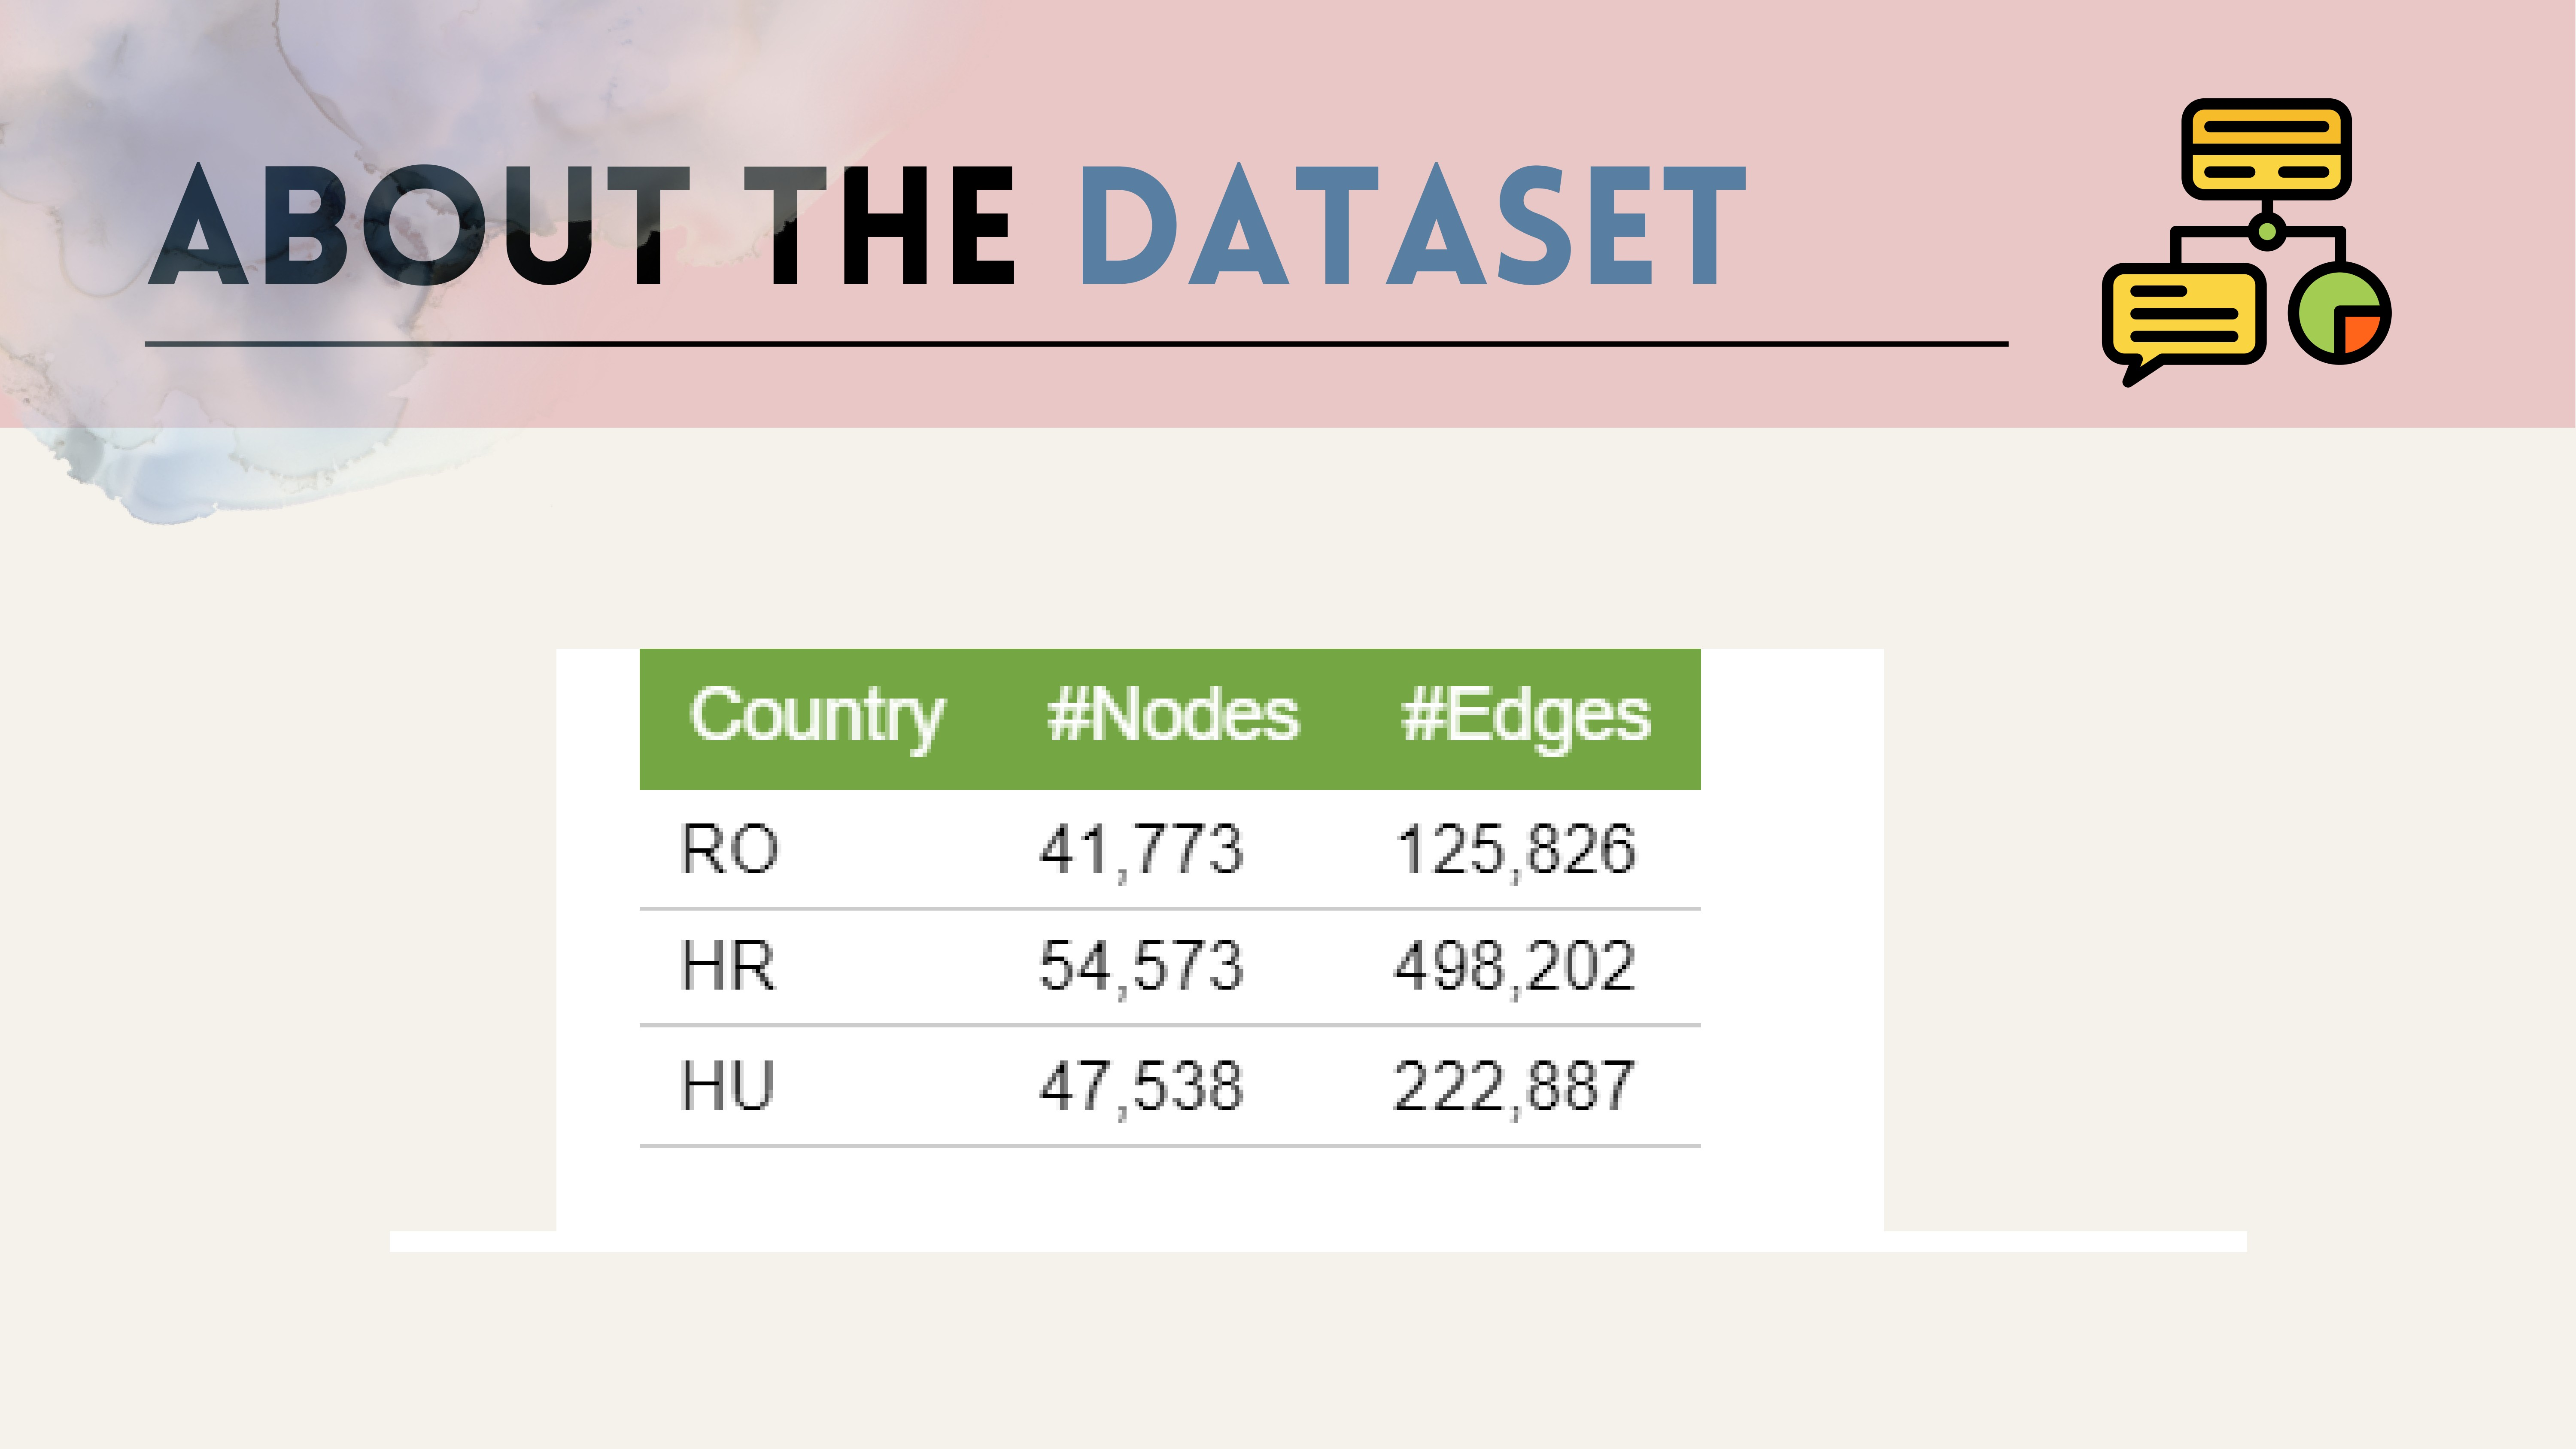 ABOUT THE DATASET
Country #Nodes #Edges
RO 41,773 125,826
HR 54,573 498,202
HU 47,538 222,887